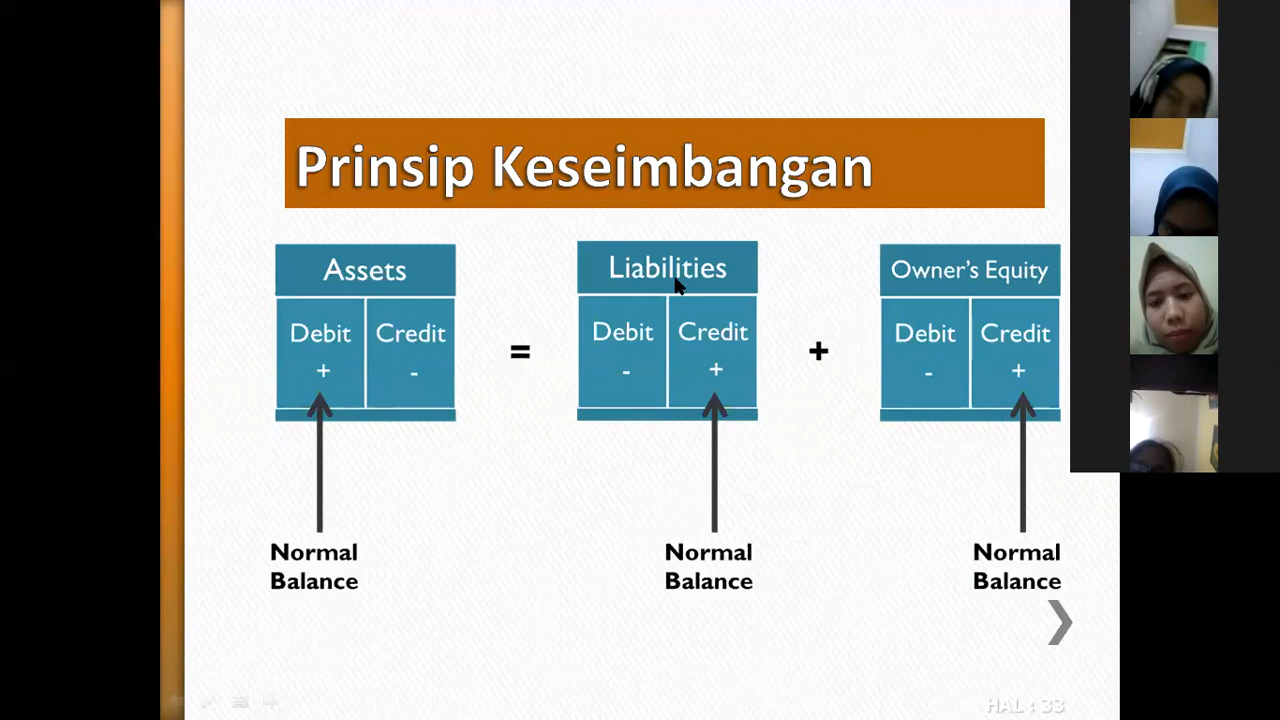 Prinsip Keseimbangan
Assets
Debit Credit
+ -
=
Liabilities
Debit Credit
- +
+
Owner's Equity
Debit Credit
- +
Normal
Balance
Normal
Balance
Normal
Balance
HAL : 33